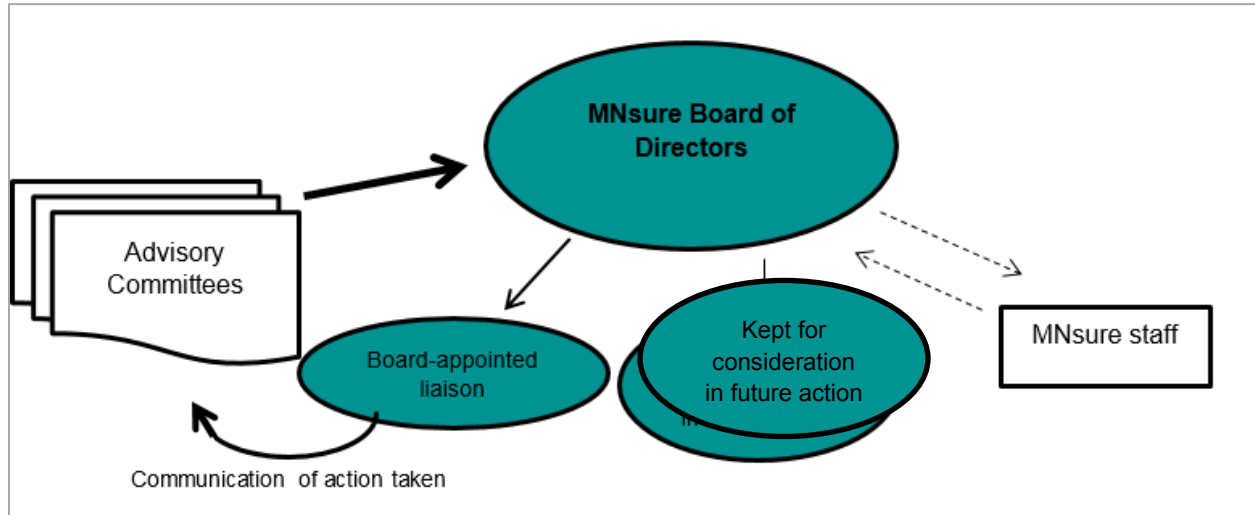 MNsure Board of
Directors
Advisory
Committees
Board-appointed
liaison
Kept for
consideration
in future action
MNsure staff
Communication of action taken